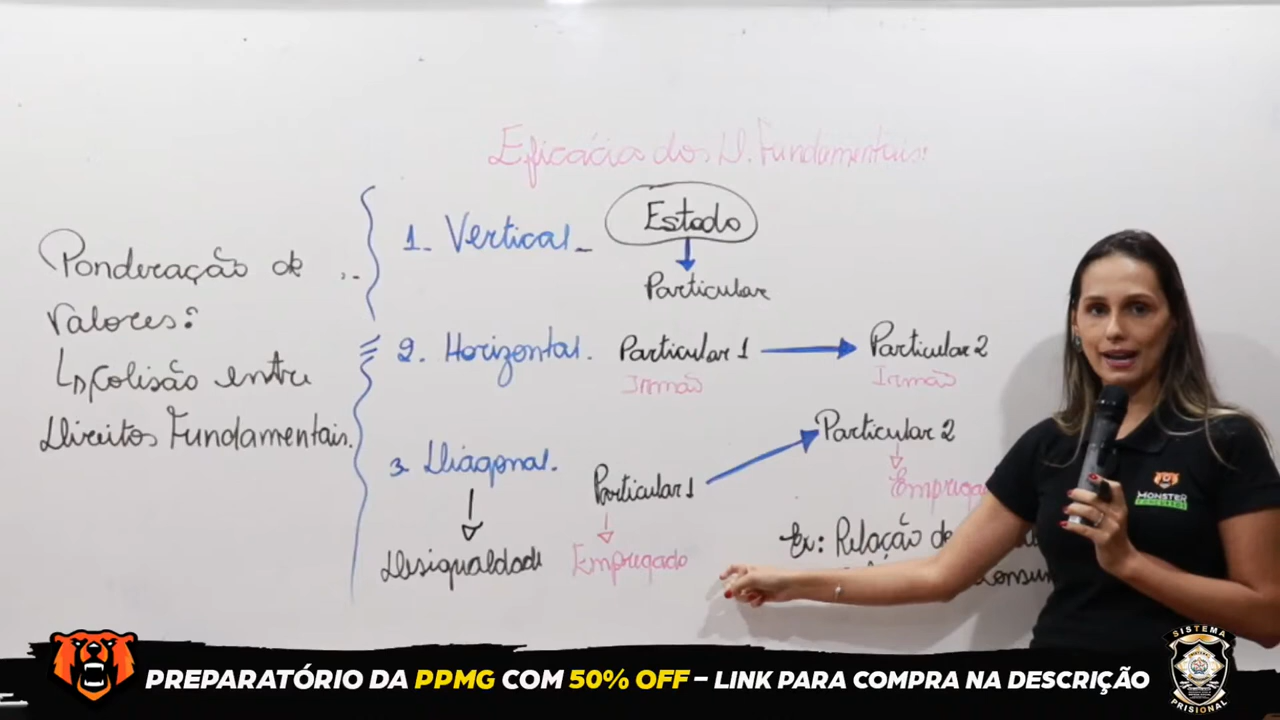 Eficácia dos D. Fundamentais:
Ponderação de
Valores:
Colisão entre
Direitos Fundamentais.
1- Vertical -
Estado
Particular
2. Horizontal.
Particular 1
Particular 2
Irmão
Irmão
3. Diagonal.
Particular 1
Particular 2
Desigualdade
Empregado
Ex: Relação de
MONSTER
CONCURSOS
PREPARATÓRIO DA PPMG COM 50% OFF – LINK PARA COMPRA NA DESCRIÇÃO
SISTEMA
PRISIONAL